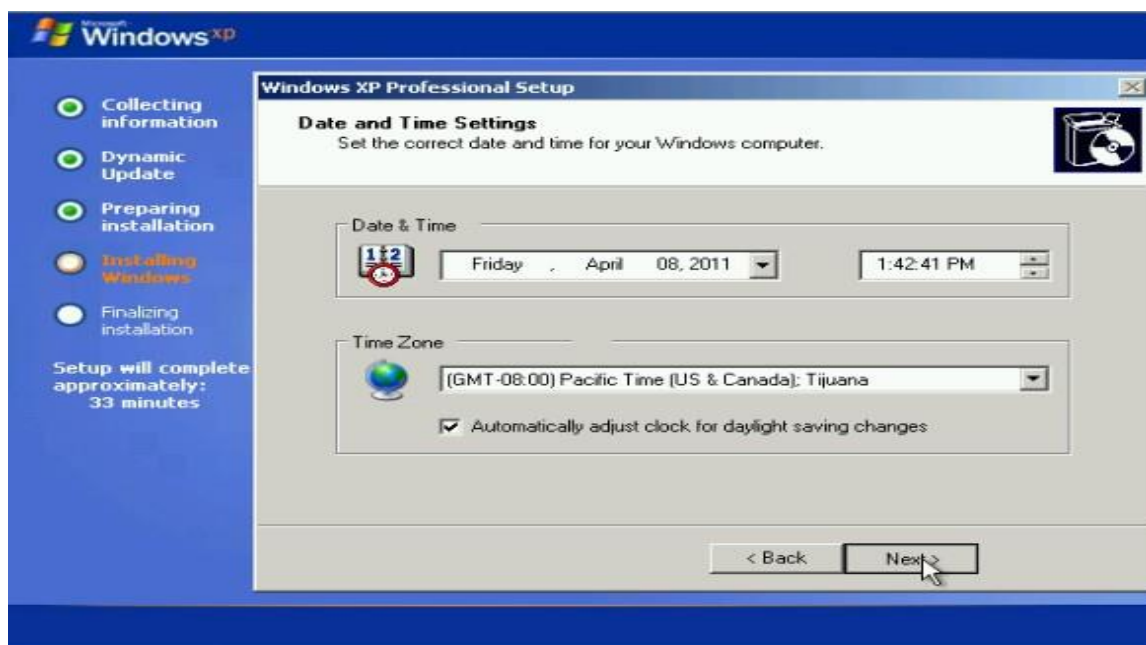 Microsoft
Windows xp
Collecting
information
Dynamic
Update
Preparing
installation
Installing
Windows
Finalizing
installation
Setup will complete
approximately:
33 minutes
Windows XP Professional Setup
Date and Time Settings
Set the correct date and time for your Windows computer.
Date & Time
1 2
Friday , April 08, 2011
1:42:41 PM
Time Zone
(GMT-08:00) Pacific Time (US & Canada); Tijuana
Automatically adjust clock for daylight saving changes
< Back
Next >